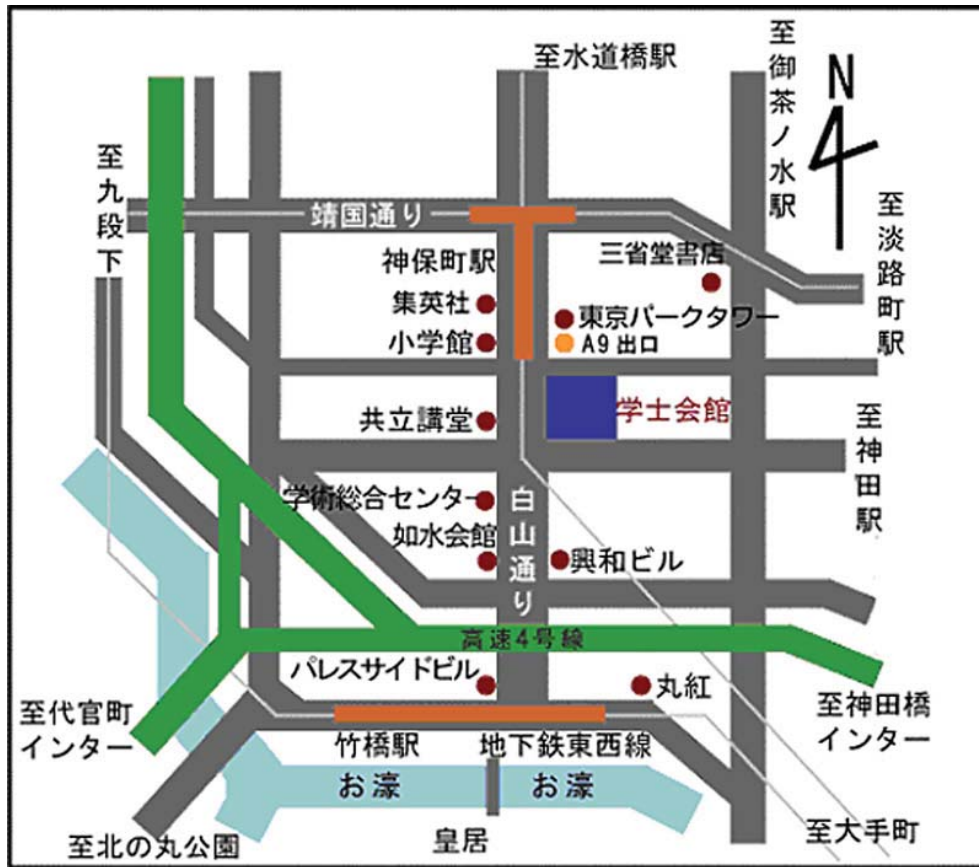 至水道橋駅
至御茶ノ水駅
N
至九段下
靖国通り
至淡路町駅
神保町駅
三省堂書店
集英社
東京パークタワー
小学館
A9出口
学士会館
共立講堂
至神田駅
学術総合センター
白山通り
如水会館
興和ビル
高速4号線
パレスサイドビル
丸紅
至代官町
インター
至神田橋
インター
竹橋駅
地下鉄東西線
お濠
お濠
至北の丸公園
皇居
至大手町